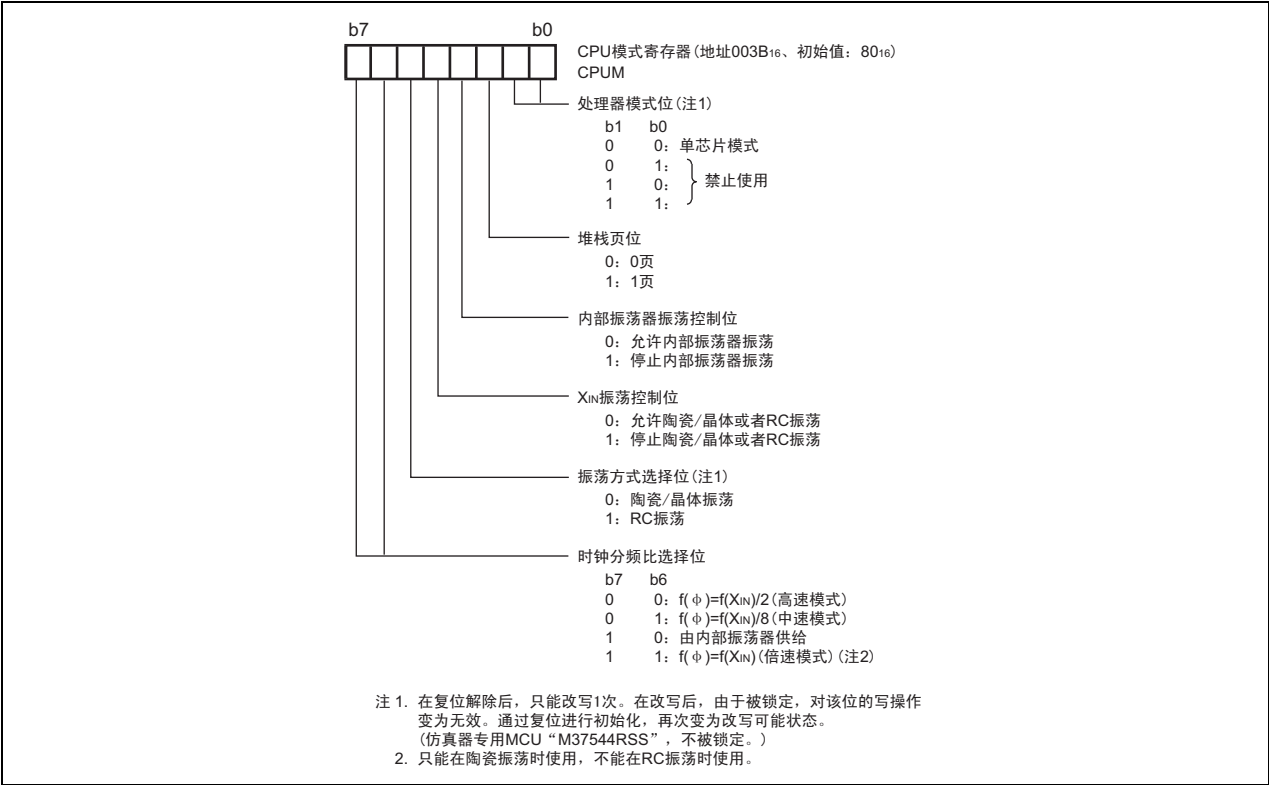 b7 b0
CPU模式寄存器(地址003B16、初始值：8016)
CPUM
处理器模式位(注1)
b1 b0
0 0：单芯片模式
0 1：
1 0：
禁止使用
1 1：
堆栈页位
0：0页
1：1页
内部振荡器振荡控制位
0：允许内部振荡器振荡
1：停止内部振荡器振荡
XIN振荡控制位
0：允许陶瓷/晶体或者RC振荡
1：停止陶瓷/晶体或者RC振荡
振荡方式选择位(注1)
0：陶瓷/晶体振荡
1：RC振荡
时钟分频比选择位
b7 b6
0 0：f(φ)=f(XIN)/2(高速模式)
0 1：f(φ)=f(XIN)/8(中速模式)
1 0：由内部振荡器供给
1 1：f(φ)=f(XIN)(倍速模式)(注2)
注 1. 在复位解除后，只能改写1次。在改写后，由于被锁定，对该位的写操作
变为无效。通过复位进行初始化，再次变为改写可能状态。
(仿真器专用MCU“M37544RSS”，不被锁定。)
2. 只能在陶瓷振荡时使用，不能在RC振荡时使用。